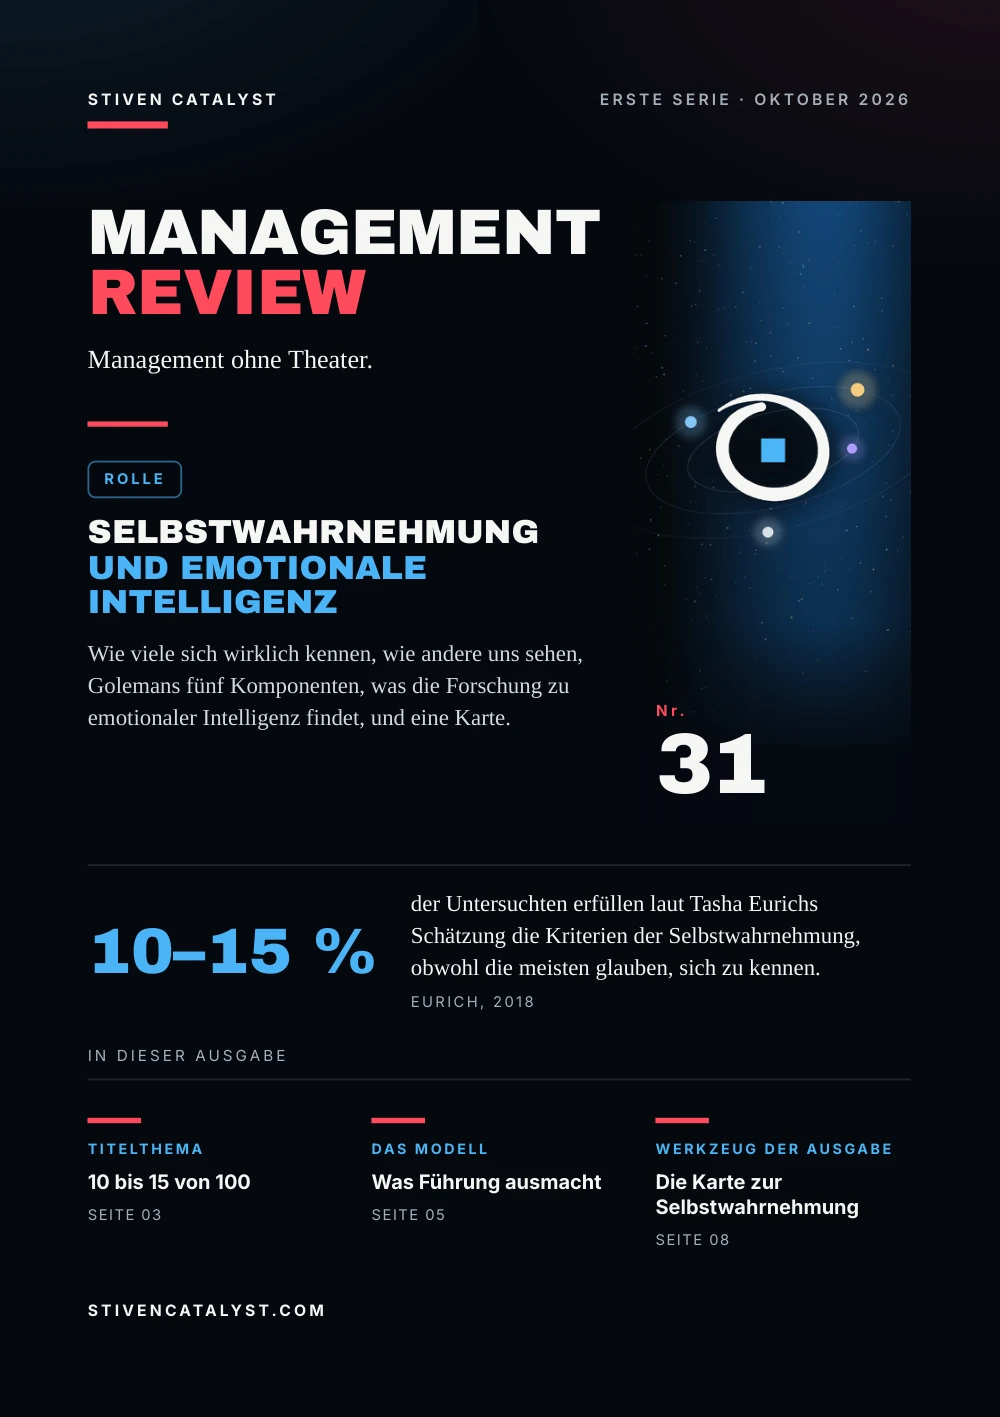 STIVEN CATALYST
ERSTE SERIE · OKTOBER 2026
MANAGEMENT
REVIEW
Management ohne Theater.
ROLLE
SELBSTWAHRNEHMUNG
UND EMOTIONALE
INTELLIGENZ
Wie viele sich wirklich kennen, wie andere uns sehen,
Golemans fünf Komponenten, was die Forschung zu
emotionaler Intelligenz findet, und eine Karte.
Nr.
31
10–15 %
der Untersuchten erfüllen laut Tasha Eurichs
Schätzung die Kriterien der Selbstwahrnehmung,
obwohl die meisten glauben, sich zu kennen.
EURICH, 2018
IN DIESER AUSGABE
TITELTHEMA
10 bis 15 von 100
SEITE 03
DAS MODELL
Was Führung ausmacht
SEITE 05
WERKZEUG DER AUSGABE
Die Karte zur
Selbstwahrnehmung
SEITE 08
STIVENCATALYST.COM